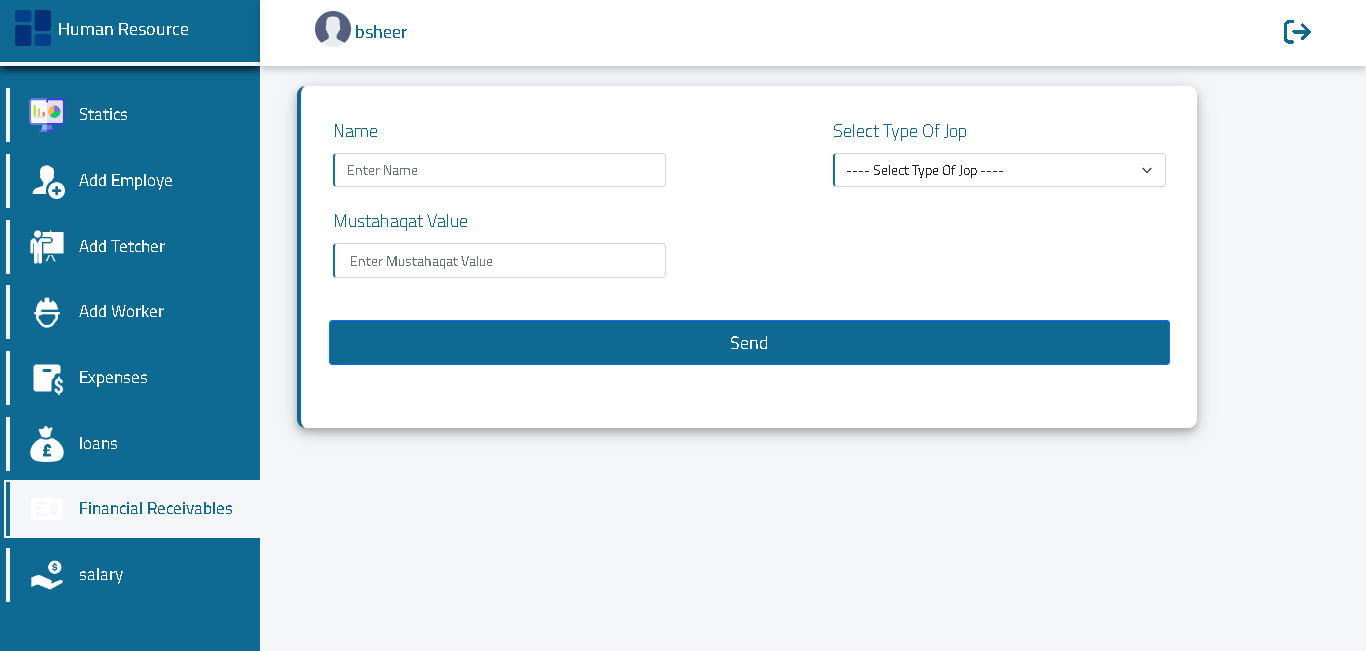 Human Resource
bsheer
Statics
Add Employe
Add Tetcher
Add Worker
Expenses
loans
Financial Receivables
salary
Name
Enter Name
Select Type Of Jop
---- Select Type Of Jop ----
Mustahaqat Value
Enter Mustahaqat Value
Send